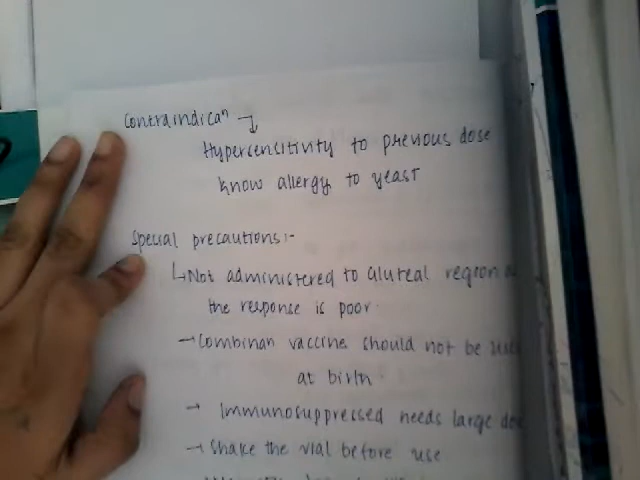 Contraindicaⁿ
Hypersensitivity to previous dose
know allergy to yeast
Special precautions:-
Not administered to gluteal region
the response is poor.
→ Combinan vaccine should not be
at birth.
→ Immunosuppressed needs large
→ Shake the vial before use